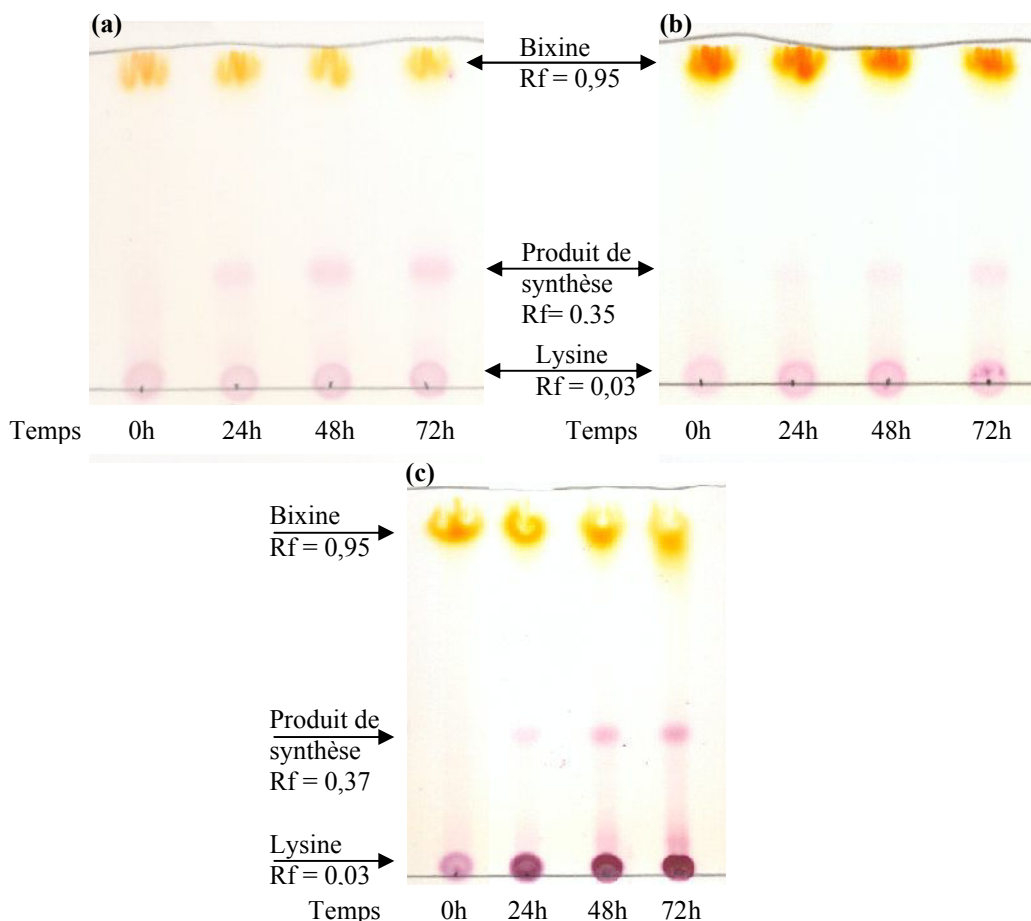 (a)
(b)
Bixine
Rf = 0,95
Produit de
synthèse
Rf= 0,35
Lysine
Rf = 0,03
Temps 0h 24h 48h 72h
Temps 0h 24h 48h 72h
(c)
Bixine
Rf = 0,95
Produit de
synthèse
Rf = 0,37
Lysine
Rf = 0,03
Temps 0h 24h 48h 72h